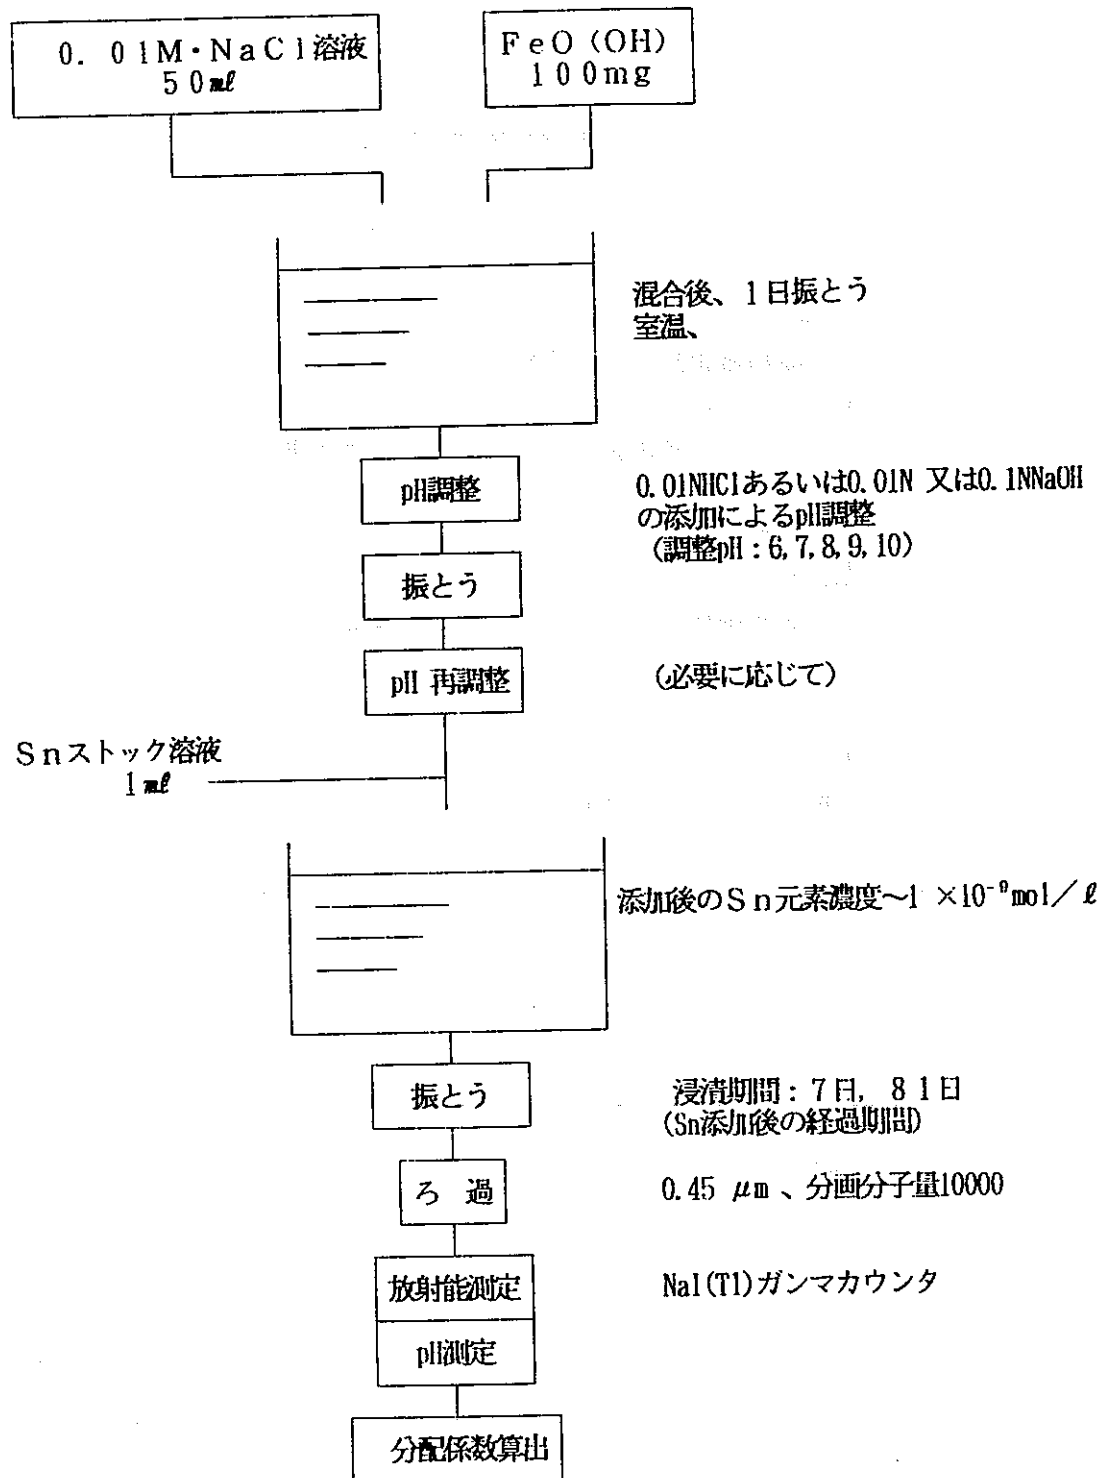 0. 01M・NaCl溶液
50mℓ
FeO(OH)
100mg
混合後、1日振とう
室温、
pH調整
0.01NHClあるいは0.01N 又は0.1NNaOH
の添加によるpH調整
(調整pH:6,7,8,9,10)
振とう
pH 再調整
(必要に応じて)
Snストック溶液
1mℓ
添加後のSn元素濃度～1 ×10⁻⁹mol/ℓ
振とう
浸漬期間: 7日, 81日
(Sn添加後の経過期間)
ろ 過
0.45 μm 、分画分子量10000
放射能測定
NaI(Tl)ガンマカウンタ
pH測定
分配係数算出